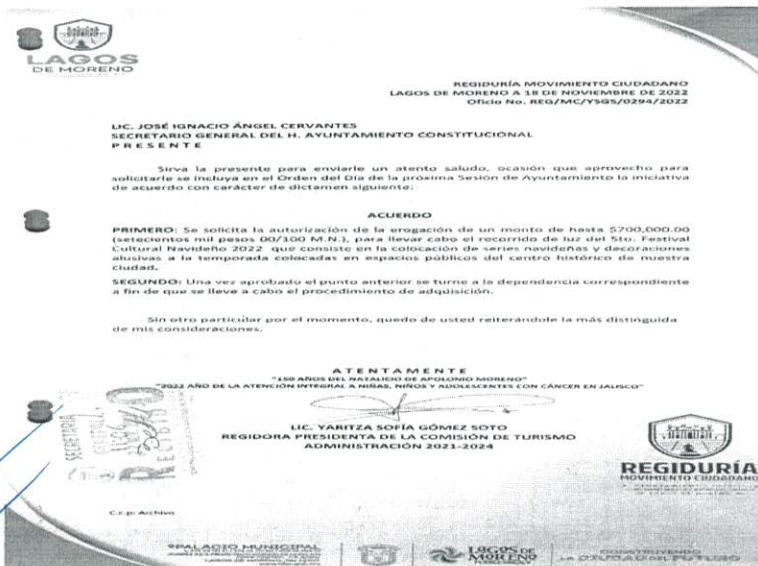 LAGOS
DE MORENO
REGIDURÍA MOVIMIENTO CIUDADANO
LAGOS DE MORENO A 18 DE NOVIEMBRE DE 2022
Oficio No. REG/MC/YSGS/0294/2022
LIC. JOSÉ IGNACIO ÁNGEL CERVANTES
SECRETARIO GENERAL DEL H. AYUNTAMIENTO CONSTITUCIONAL
P R E S E N T E
Sirva la presente para enviarle un atento saludo, ocasión que aprovecho para
solicitarle se incluya en el Orden del Día de la próxima Sesión de Ayuntamiento la iniciativa
de acuerdo con carácter de dictamen siguiente:
ACUERDO
PRIMERO: Se solicita la autorización de la erogación de un monto de hasta $700,000.00
(setecientos mil pesos 00/100 M.N.), para llevar cabo el recorrido de luz del 5to. Festival
Cultural Navideño 2022 que consiste en la colocación de series navideñas y decoraciones
alusivas a la temporada colocadas en espacios públicos del centro histórico de nuestra
ciudad.
SEGUNDO: Una vez aprobado el punto anterior se turne a la dependencia correspondiente
a fin de que se lleve a cabo el procedimiento de adquisición.
Sin otro particular por el momento, quedo de usted reiterándole la más distinguida
de mis consideraciones.
A T E N T A M E N T E
"150 AÑOS DEL NATALICIO DE APOLONIO MORENO"
"2022 AÑO DE LA ATENCIÓN INTEGRAL A NIÑAS, NIÑOS Y ADOLESCENTES CON CÁNCER EN JALISCO"
SECRETARIA
LIC. YARITZA SOFÍA GÓMEZ SOTO
REGIDORA PRESIDENTA DE LA COMISIÓN DE TURISMO
ADMINISTRACIÓN 2021-2024
REGIDURÍA
MOVIMIENTO CIUDADANO
C.c.p. Archivo
PALACIO MUNICIPAL
LAGOS DE
MORENO
CONSTRUYENDO
LA CIUDAD DEL FUTURO